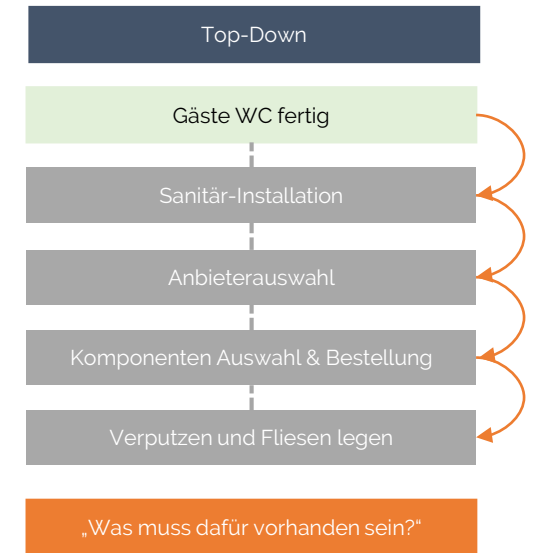 Top-Down
Gäste WC fertig
Sanitär-Installation
Anbieterauswahl
Komponenten Auswahl & Bestellung
Verputzen und Fliesen legen
„Was muss dafür vorhanden sein?“